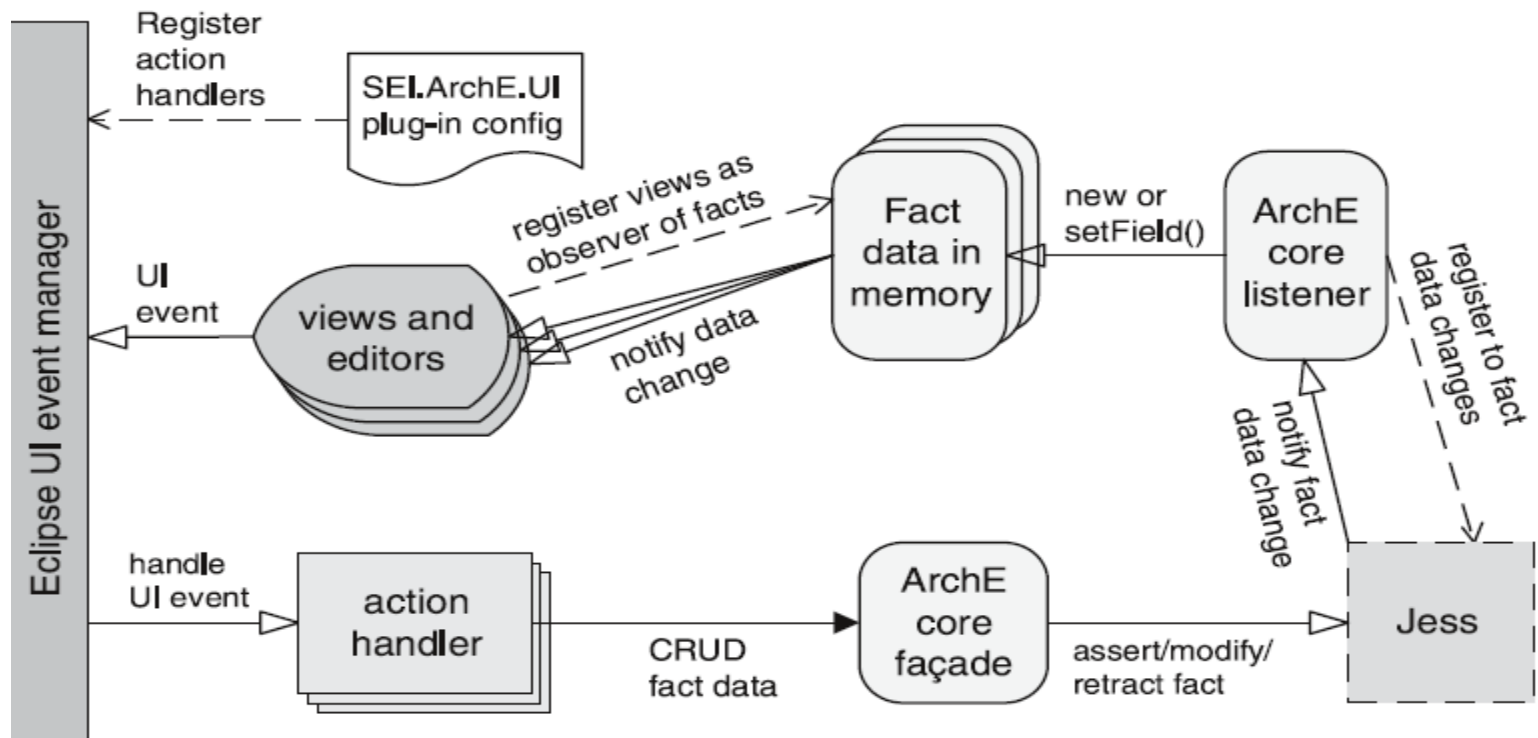 Register
action
handlers
SEI.ArchE.UI
plug-in config
Eclipse UI event manager
UI
event
views and
editors
register views as
observer of facts
notify data
change
Fact
data in
memory
new or
setField()
ArchE
core
listener
register to fact
data changes
notify fact
data change
handle
UI event
action
handler
CRUD
fact data
ArchE
core
façade
assert/modify/
retract fact
Jess